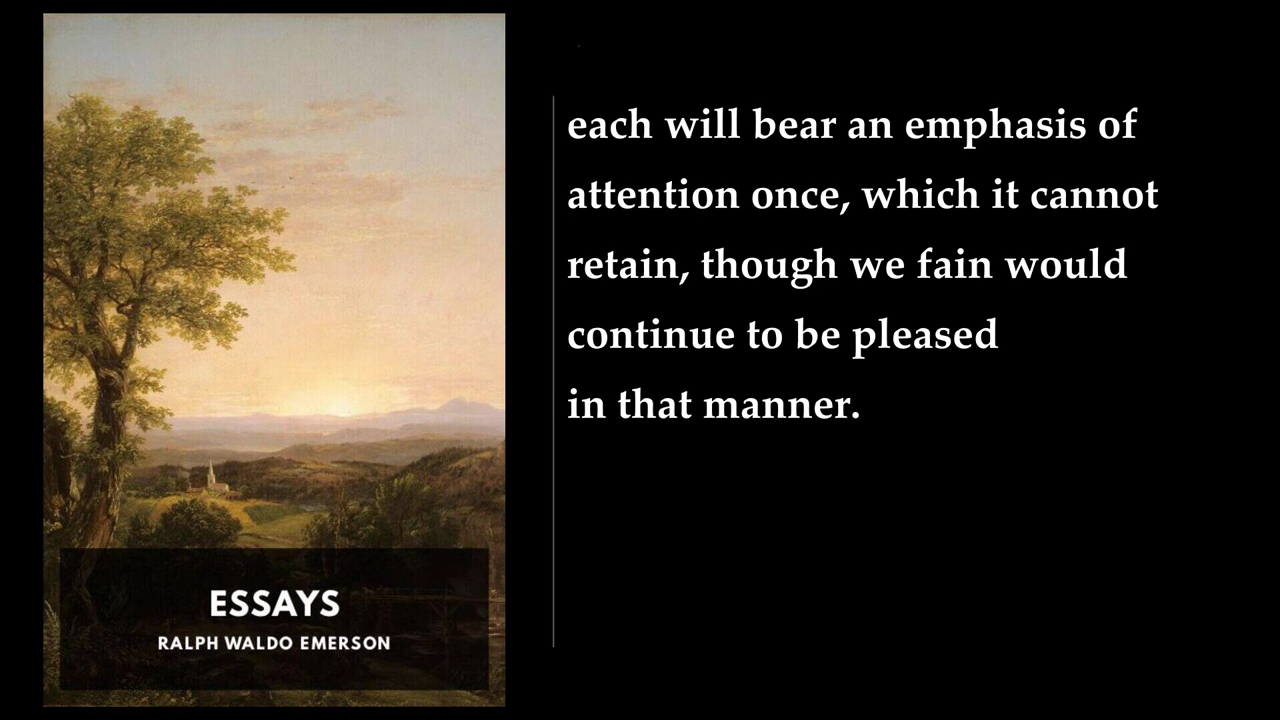 each will bear an emphasis of
attention once, which it cannot
retain, though we fain would
continue to be pleased
in that manner.
ESSAYS
RALPH WALDO EMERSON